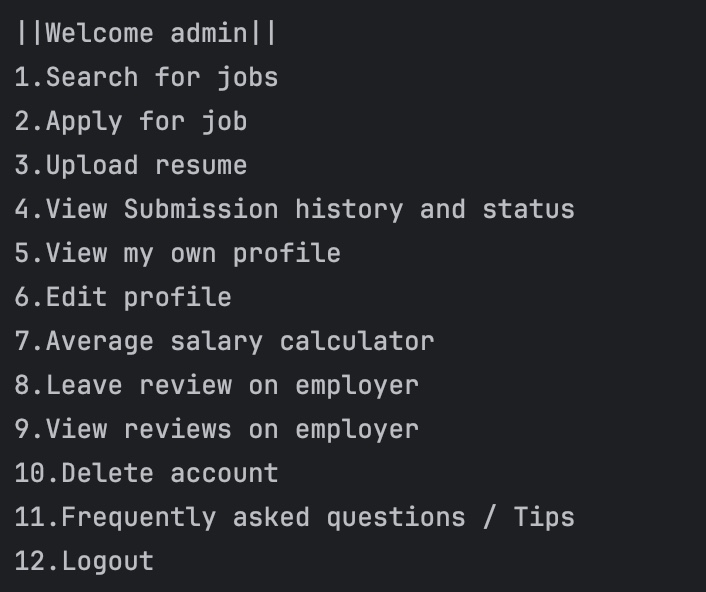 ||Welcome admin||
1.Search for jobs
2.Apply for job
3.Upload resume
4.View Submission history and status
5.View my own profile
6.Edit profile
7.Average salary calculator
8.Leave review on employer
9.View reviews on employer
10.Delete account
11.Frequently asked questions / Tips
12.Logout